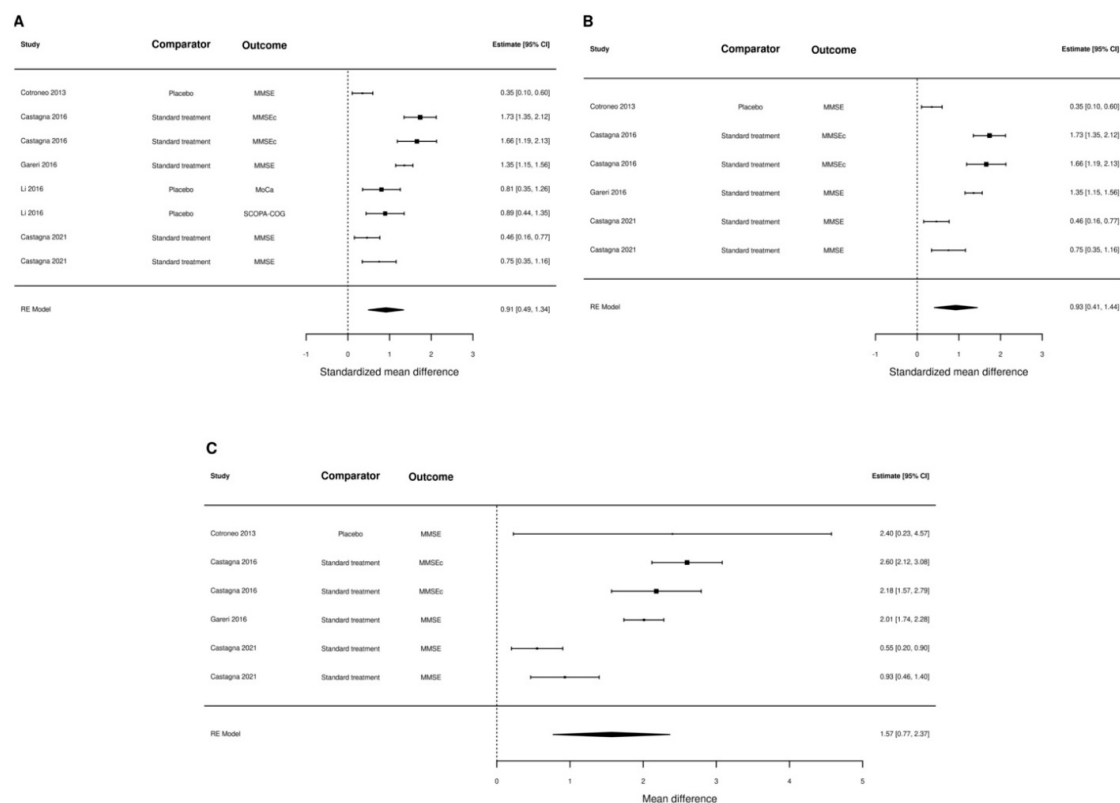 A
Study Comparator Outcome Estimate [95% CI]
Cotroneo 2013 Placebo MMSE 0.35 [0.10, 0.60]
Castagna 2016 Standard treatment MMSEc 1.73 [1.35, 2.12]
Castagna 2016 Standard treatment MMSEc 1.66 [1.19, 2.13]
Gareri 2016 Standard treatment MMSE 1.35 [1.15, 1.56]
Li 2016 Placebo MoCa 0.81 [0.35, 1.26]
Li 2016 Placebo SCOPA-COG 0.89 [0.44, 1.35]
Castagna 2021 Standard treatment MMSE 0.46 [0.16, 0.77]
Castagna 2021 Standard treatment MMSE 0.75 [0.35, 1.16]
RE Model 0.91 [0.49, 1.34]
-1 0 1 2 3
Standardized mean difference
B
Study Comparator Outcome Estimate [95% CI]
Cotroneo 2013 Placebo MMSE 0.35 [0.10, 0.60]
Castagna 2016 Standard treatment MMSEc 1.73 [1.35, 2.12]
Castagna 2016 Standard treatment MMSEc 1.66 [1.19, 2.13]
Gareri 2016 Standard treatment MMSE 1.35 [1.15, 1.56]
Castagna 2021 Standard treatment MMSE 0.46 [0.16, 0.77]
Castagna 2021 Standard treatment MMSE 0.75 [0.35, 1.16]
RE Model 0.93 [0.41, 1.44]
-1 0 1 2 3
Standardized mean difference
C
Study Comparator Outcome Estimate [95% CI]
Cotroneo 2013 Placebo MMSE 2.40 [0.23, 4.57]
Castagna 2016 Standard treatment MMSEc 2.60 [2.12, 3.08]
Castagna 2016 Standard treatment MMSEc 2.18 [1.57, 2.79]
Gareri 2016 Standard treatment MMSE 2.01 [1.74, 2.28]
Castagna 2021 Standard treatment MMSE 0.55 [0.20, 0.90]
Castagna 2021 Standard treatment MMSE 0.93 [0.46, 1.40]
RE Model 1.57 [0.77, 2.37]
0 1 2 3 4 5
Mean difference